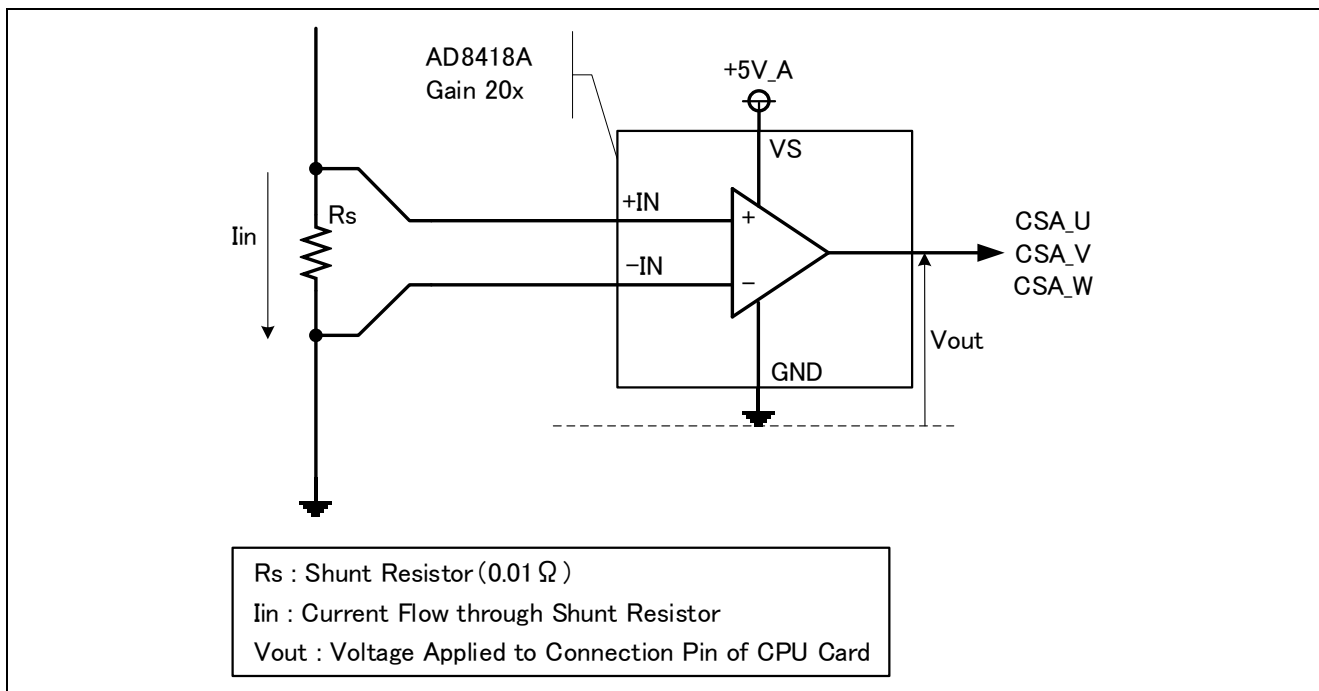 AD8418A
Gain 20x
+5V_A
VS
Rs
Iin
+IN
−IN
+
−
CSA_U
CSA_V
CSA_W
Vout
GND
Rs : Shunt Resistor(0.01Ω)
Iin : Current Flow through Shunt Resistor
Vout : Voltage Applied to Connection Pin of CPU Card